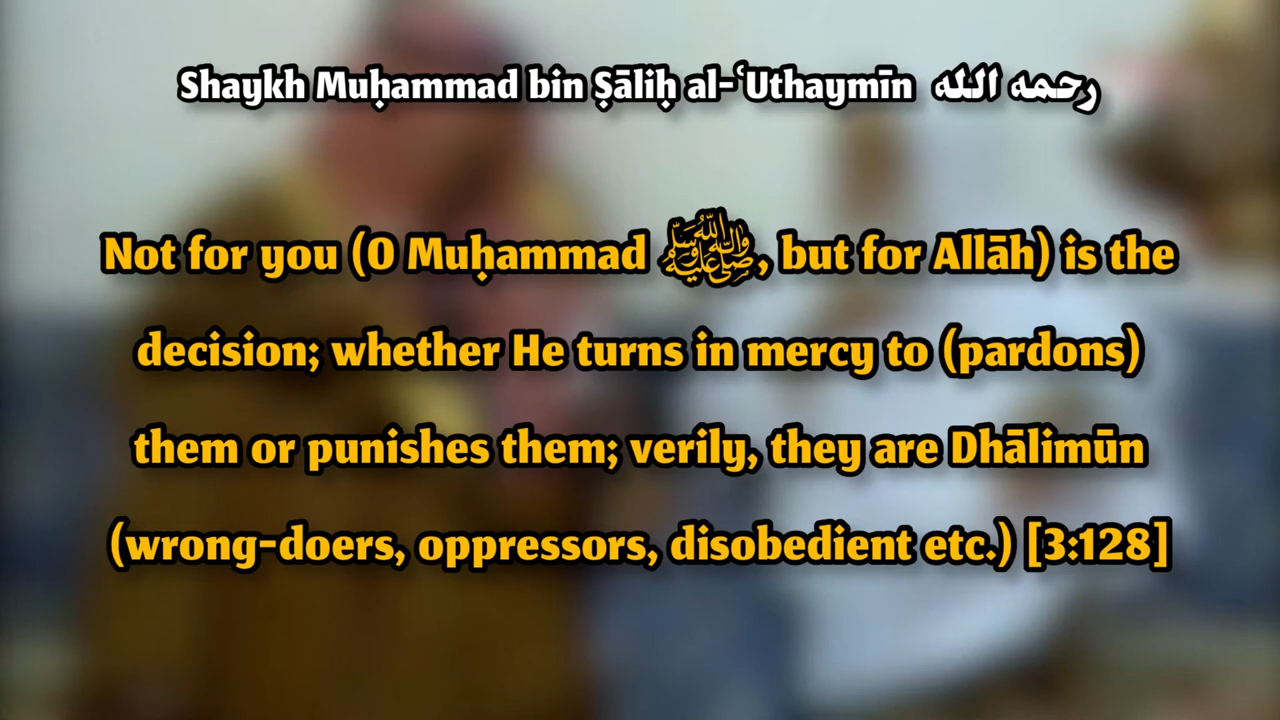 Shaykh Muḥammad bin Ṣāliḥ al-ʿUthaymīn رحمه الله
Not for you (O Muḥammad ﷺ, but for Allāh) is the
decision; whether He turns in mercy to (pardons)
them or punishes them; verily, they are Dhālimūn
(wrong-doers, oppressors, disobedient etc.) [3:128]